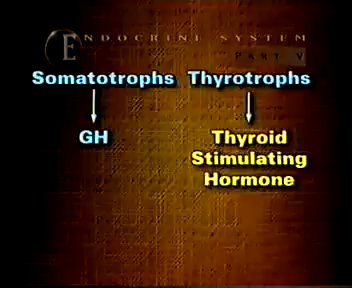 ENDOCRINE SYSTEM
PART V
Somatotrophs Thyrotrophs
GH
Thyroid
Stimulating
Hormone